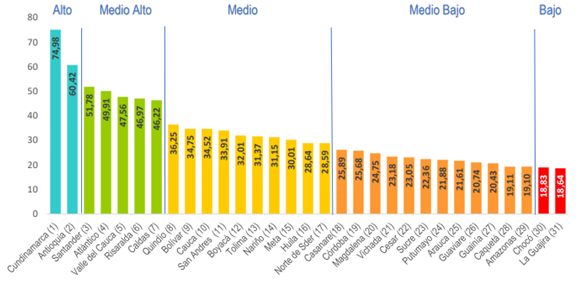 Alto Medio Alto Medio Medio Bajo Bajo
80
70
60
50
40
30
20
10
0
74,98 60,42 51,78 49,91 47,56 46,97 46,22 36,25 34,75 34,52 33,91 32,01 31,37 31,15 30,01 28,64 28,59 25,89 25,68 24,75 23,18 23,05 22,36 21,88 21,61 20,74 20,43 19,11 19,10 18,83 18,64
Cundinamarca (1)
Antioquia (2)
Santander (3)
Atlántico (4)
Valle del Cauca (5)
Risaralda (6)
Caldas (7)
Quindío (8)
Bolívar (9)
Cauca (10)
San Andres (11)
Boyacá (12)
Tolima (13)
Nariño (14)
Meta (15)
Huila (16)
Norte de Sder (17)
Casanare(18)
Córdoba (19)
Magdalena (20)
Vichada (21)
Cesar (22)
Sucre (23)
Putumayo (24)
Arauca (25)
Guaviare (26)
Guainía (27)
Caquetá (28)
Amazonas (29)
Chocó (30)
La Guajira (31)